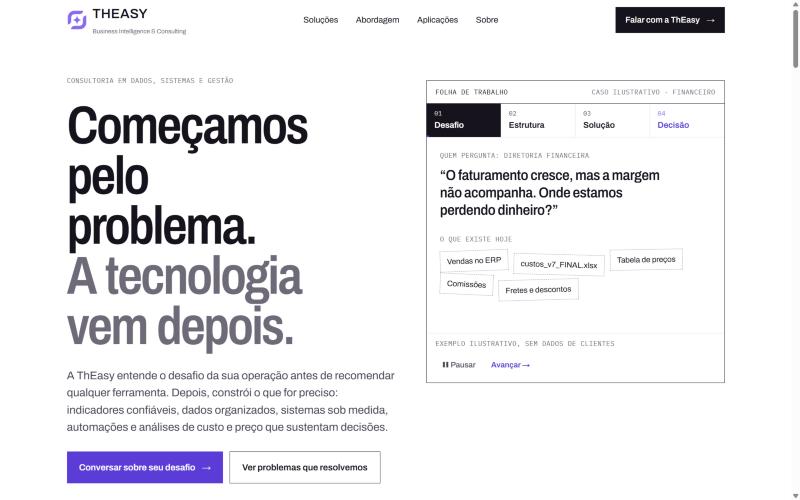 THEASY
Business Intelligence & Consulting
Soluções
Abordagem
Aplicações
Sobre
Falar com a ThEasy →
CONSULTORIA EM DADOS, SISTEMAS E GESTÃO
Começamos
pelo
problema.
A tecnologia
vem depois.
A ThEasy entende o desafio da sua operação antes de recomendar
qualquer ferramenta. Depois, constrói o que for preciso:
indicadores confiáveis, dados organizados, sistemas sob medida,
automações e análises de custo e preço que sustentam decisões.
Conversar sobre seu desafio →
Ver problemas que resolvemos
FOLHA DE TRABALHO
CASO ILUSTRATIVO · FINANCEIRO
01
Desafio
02
Estrutura
03
Solução
04
Decisão
QUEM PERGUNTA: DIRETORIA FINANCEIRA
“O faturamento cresce, mas a margem
não acompanha. Onde estamos
perdendo dinheiro?”
O QUE EXISTE HOJE
Vendas no ERP
custos_v7_FINAL.xlsx
Tabela de preços
Comissões
Fretes e descontos
EXEMPLO ILUSTRATIVO, SEM DADOS DE CLIENTES
Pausar
Avançar →